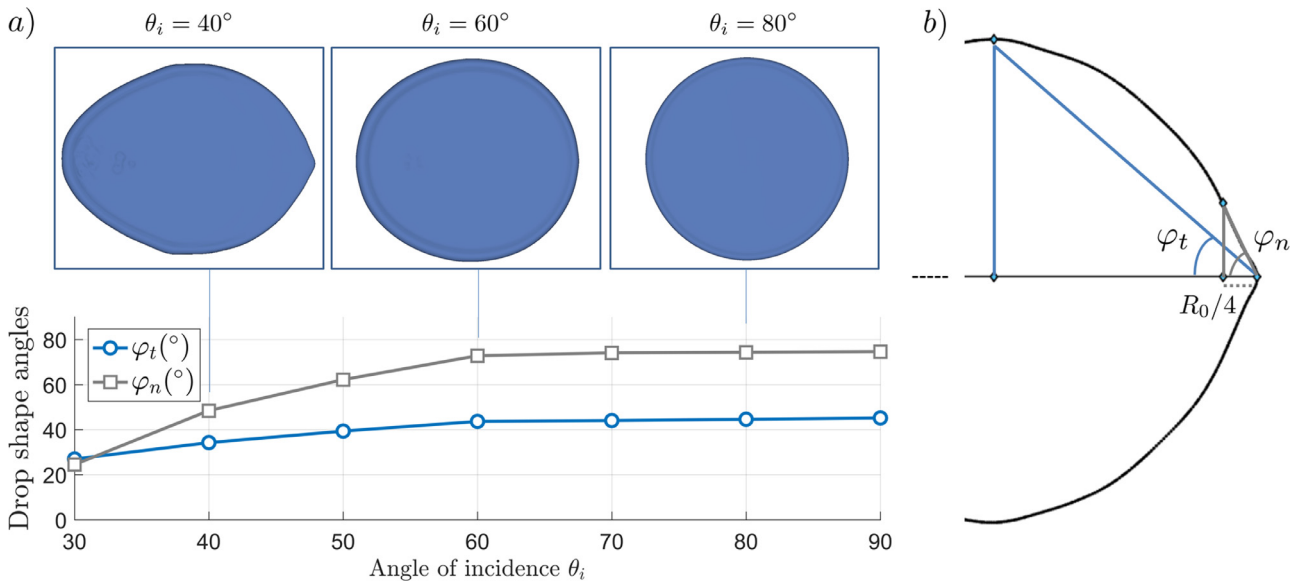 a)
θi = 40°
θi = 60°
θi = 80°
b)
Drop shape angles
80
60
40
20
0
φt(°)
φn(°)
30 40 50 60 70 80 90
Angle of incidence θi
φt
φn
R0/4